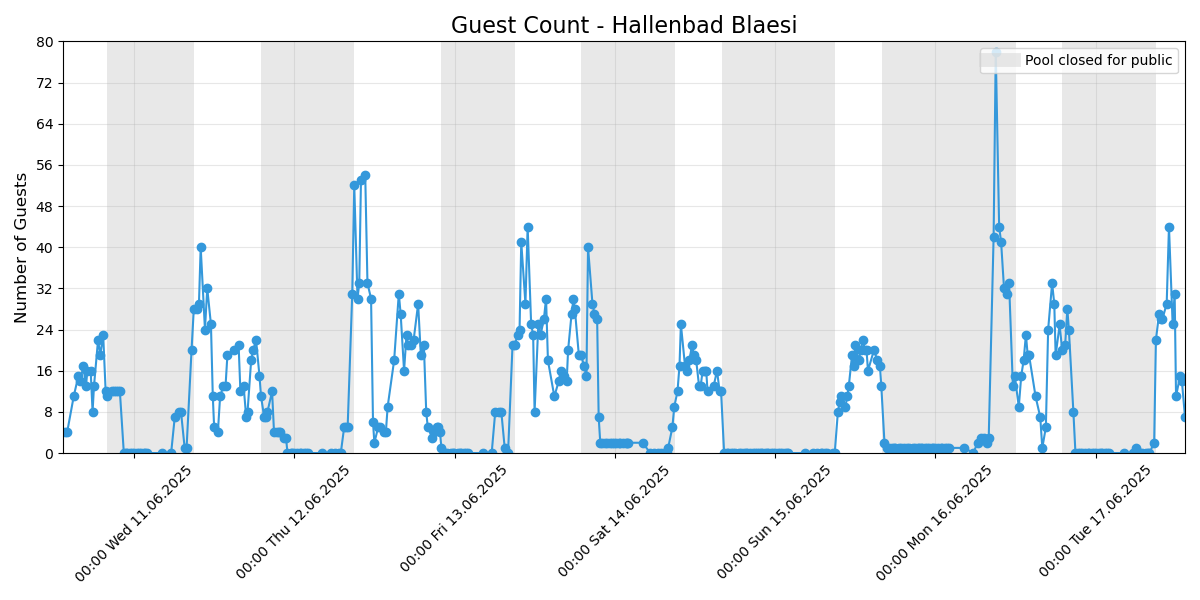 Guest Count - Hallenbad Blaesi
Pool closed for public
Number of Guests
80
72
64
56
48
40
32
24
16
8
0
00:00 Wed 11.06.2025
00:00 Thu 12.06.2025
00:00 Fri 13.06.2025
00:00 Sat 14.06.2025
00:00 Sun 15.06.2025
00:00 Mon 16.06.2025
00:00 Tue 17.06.2025